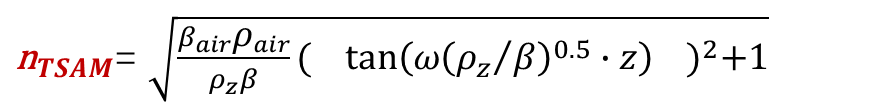 n_TSAM = √(β_air ρ_air / ρ_z β ( tan(ω(ρ_z/β)^0.5 · z) )^2+1)